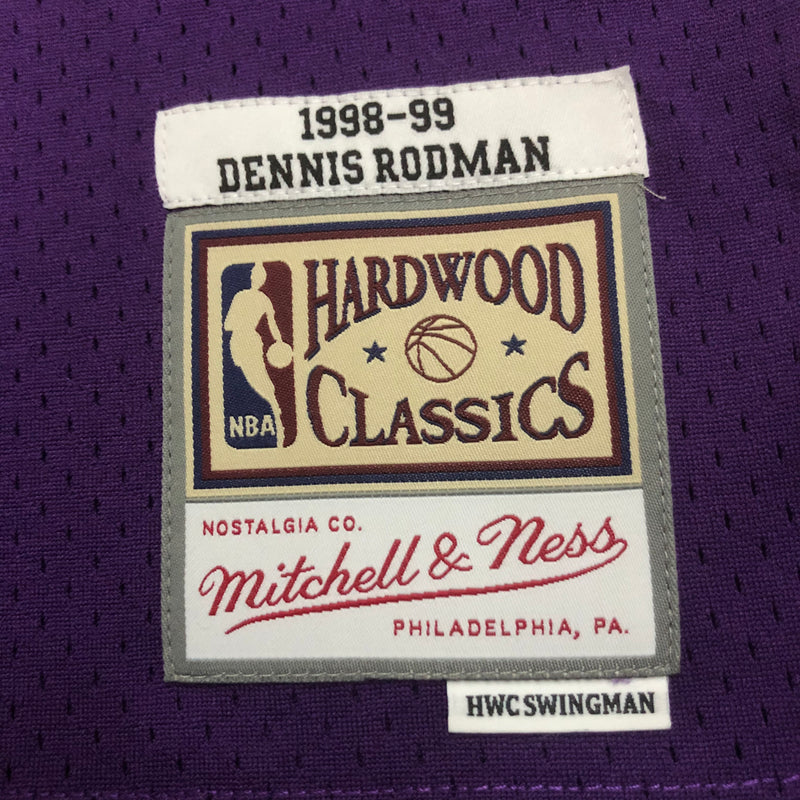 1998-99
DENNIS RODMAN
HARDWOOD
CLASSICS
NBA
NOSTALGIA CO.
Mitchell & Ness
PHILADELPHIA, PA.
HWC SWINGMAN